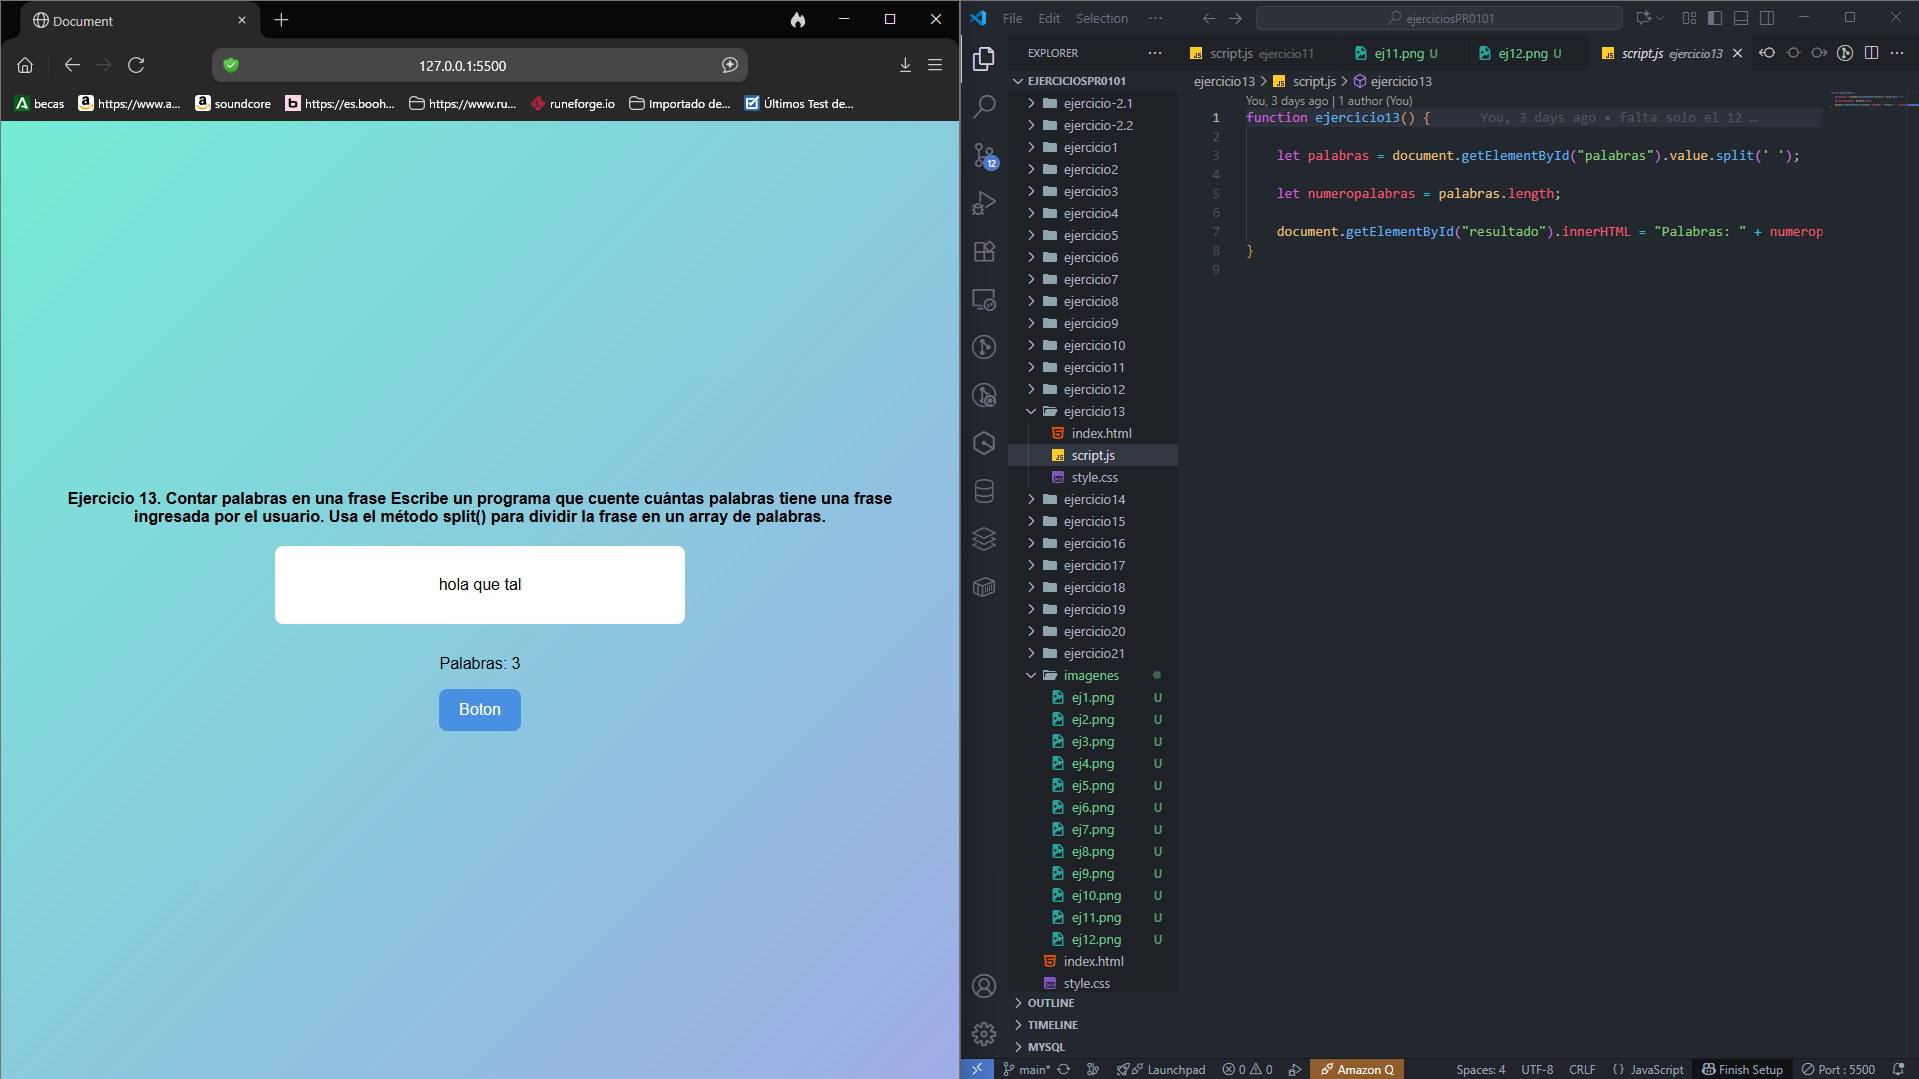 Document
127.0.0.1:5500
becas
https://www.a...
soundcore
https://es.booh...
https://www.ru...
runeforge.io
Importado de...
Últimos Test de...
Ejercicio 13. Contar palabras en una frase Escribe un programa que cuente cuántas palabras tiene una frase
ingresada por el usuario. Usa el método split() para dividir la frase en un array de palabras.
hola que tal
Palabras: 3
Boton
File Edit Selection ...
ejerciciosPR0101
EXPLORER
EJERCICIOSPR0101
ejercicio-2.1
ejercicio-2.2
ejercicio1
ejercicio2
ejercicio3
ejercicio4
ejercicio5
ejercicio6
ejercicio7
ejercicio8
ejercicio9
ejercicio10
ejercicio11
ejercicio12
ejercicio13
index.html
script.js
style.css
ejercicio14
ejercicio15
ejercicio16
ejercicio17
ejercicio18
ejercicio19
ejercicio20
ejercicio21
imagenes
ej1.png U
ej2.png U
ej3.png U
ej4.png U
ej5.png U
ej6.png U
ej7.png U
ej8.png U
ej9.png U
ej10.png U
ej11.png U
ej12.png U
index.html
style.css
OUTLINE
TIMELINE
MYSQL
12
script.js ejercicio11
ej11.png U
ej12.png U
script.js ejercicio13
ejercicio13 > script.js > ejercicio13
You, 3 days ago | 1 author (You)
1 function ejercicio13() { You, 3 days ago • falta solo el 12 …
2
3 let palabras = document.getElementById("palabras").value.split(' ');
4
5 let numeropalabras = palabras.length;
6
7 document.getElementById("resultado").innerHTML = "Palabras: " + numerop
8 }
9
main*
Launchpad
0 0
Amazon Q
Spaces: 4
UTF-8
CRLF
{} JavaScript
Finish Setup
Port : 5500